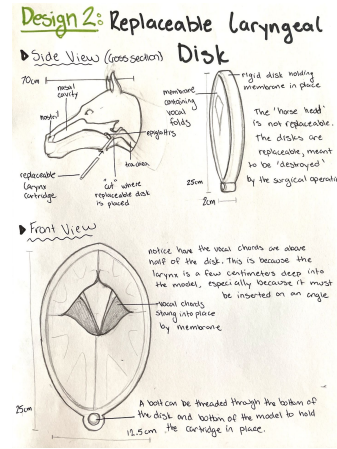 Design 2: Replaceable Laryngeal
Disk
Side View (cross section)
70cm
nasal
cavity
nostril
epiglottis
trachea
replaceable
larynx
cartridge
"cut" where
replaceable disk
is placed
rigid disk holding
membrane in place
membrane
containing
vocal
folds
The 'horse head'
is not replaceable.
The disks are
replaceable, meant
to be 'destroyed'
by the surgical operati
25cm
2cm
Front View
notice how the vocal chords are above
half of the disk. This is because the
larynx is a few centimeters deep into
the model, especially because it must
be inserted on an angle
vocal chords
strung into place
by membrane
A bolt can be threaded through the bottom of
the disk and bottom of the model to hold
the cartridge in place.
25cm
12.5cm